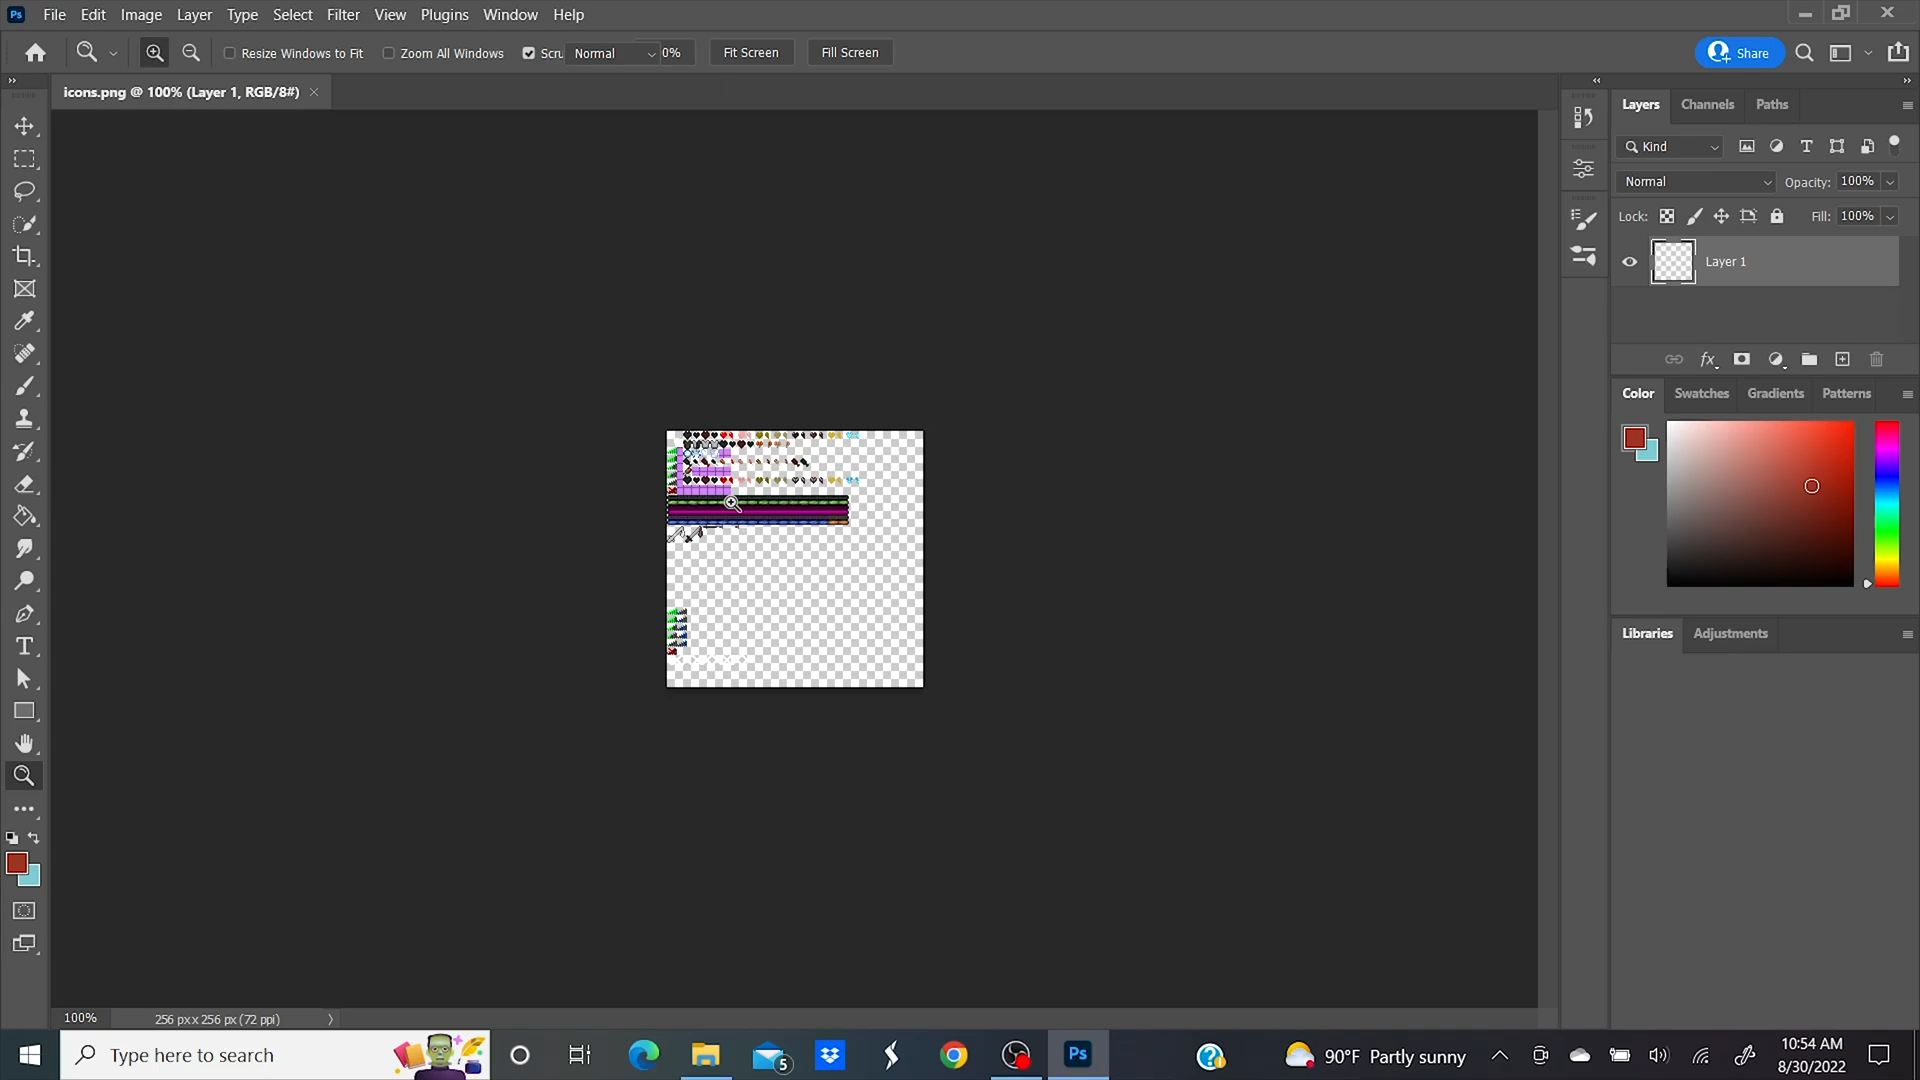 Ps File Edit Image Layer Type Select Filter View Plugins Window Help
Resize Windows to Fit Zoom All Windows Scru Normal 0% Fit Screen Fill Screen Share
icons.png @ 100% (Layer 1, RGB/8#)
Layers Channels Paths
Kind
Normal Opacity: 100%
Lock: Fill: 100%
Layer 1
fx
Color Swatches Gradients Patterns
Libraries Adjustments
100% 256 px x 256 px (72 ppi)
Type here to search 5 Ps 90°F Partly sunny 10:54 AM
8/30/2022